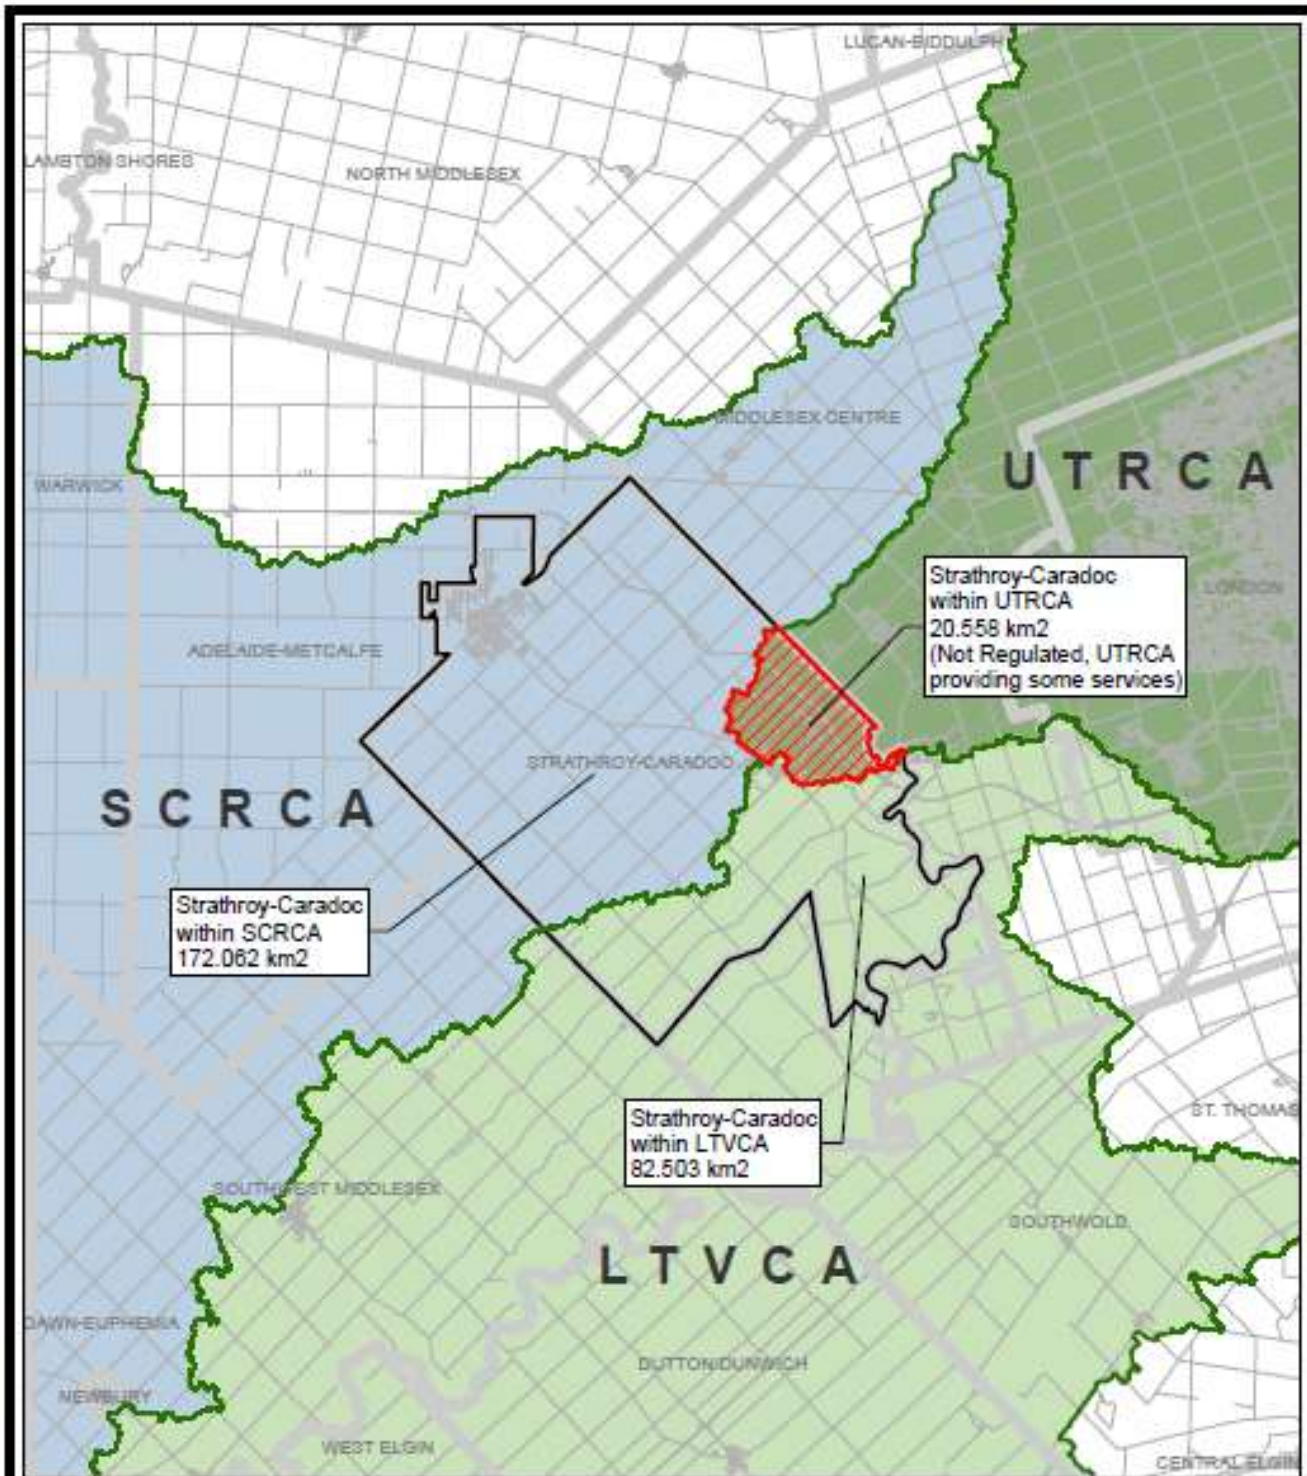 LUCAN-BIDDULPH
LAMBTON SHORES
NORTH MIDDLESEX
MIDDLESEX CENTRE
UTRCA
WARWICK
Strathroy-Caradoc
within UTRCA
20.558 km2
(Not Regulated, UTRCA
providing some services)
LONDON
ADELAIDE-METCALFE
STRATHROY-CARADOC
SCRCA
Strathroy-Caradoc
within SCRCA
172.062 km2
Strathroy-Caradoc
within LTVCA
82.503 km2
ST. THOMAS
SOUTHWEST MIDDLESEX
SOUTHWOLD
LTVCA
DAWN-EUPHEMIA
DUTTON/DUNWICH
NEWBURY
WEST ELGIN
CENTRAL ELGIN